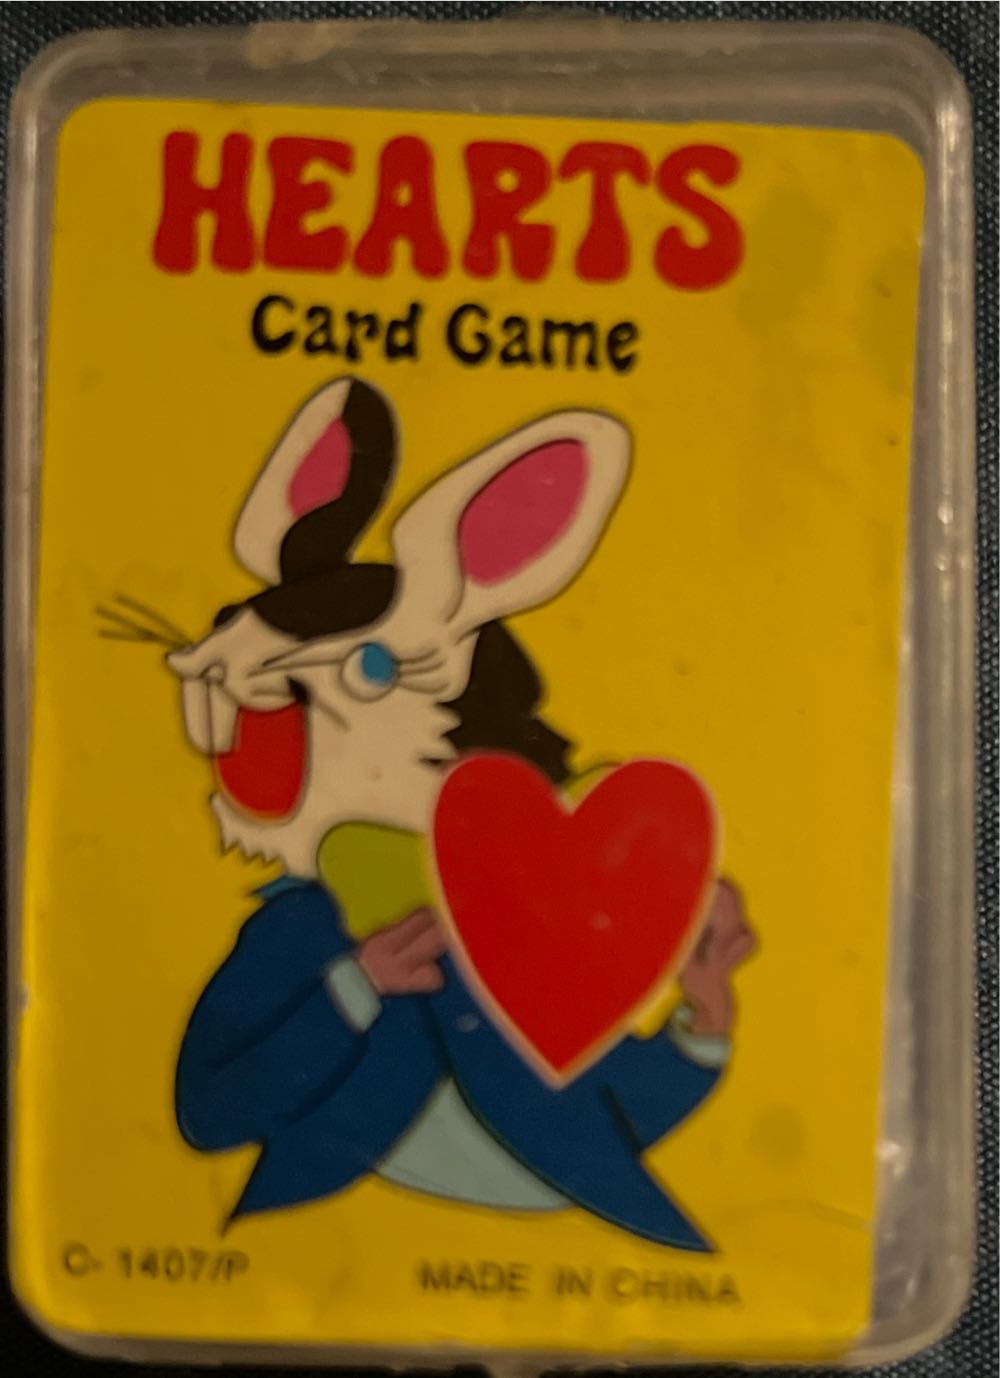 HEARTS
Card Game
C- 1407/P
MADE IN CHINA